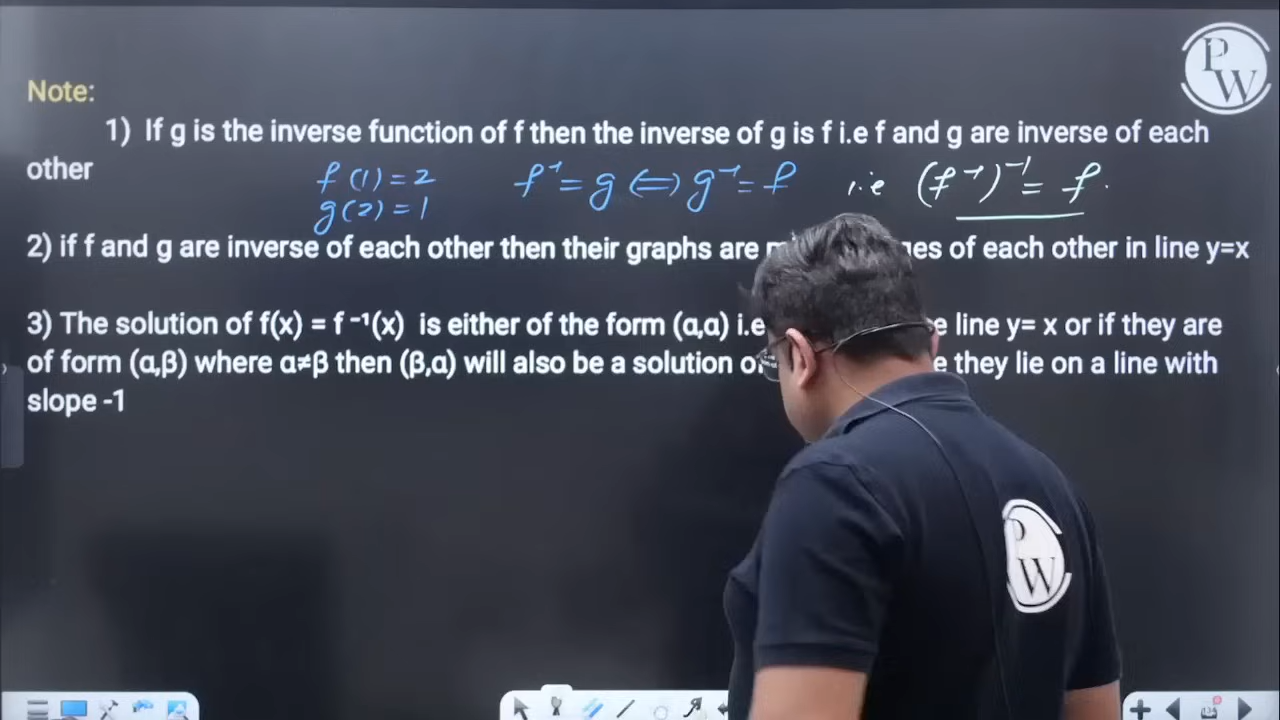 PW
Note:
1) If g is the inverse function of f then the inverse of g is f i.e f and g are inverse of each
other
f(1)=2 f⁻¹=g ⇔ g⁻¹=f i.e (f⁻¹)⁻¹ = f.
g(2)=1
2) if f and g are inverse of each other then their graphs are of each other in line y=x
3) The solution of f(x) = f⁻¹(x) is either of the form (α,α) i.e line y= x or if they are
of form (α,β) where α≠β then (β,α) will also be a solution they lie on a line with
slope -1
PW